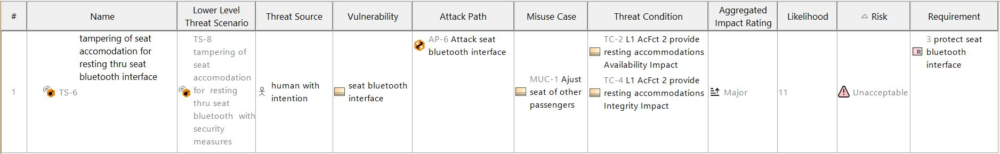 #
Name
Lower Level
Threat Scenario
Threat Source
Vulnerability
Attack Path
Misuse Case
Threat Condition
Aggregated
Impact Rating
Likelihood
△ Risk
Requirement
1
tampering of seat
accomodation for
resting thru seat
bluetooth interface
TS-6
TS-8
tampering of
seat
accomodation
for resting
thru seat
bluetooth with
security
measures
human with
intention
seat bluetooth
interface
AP-6 Attack seat
bluetooth interface
MUC-1 Ajust
seat of other
passengers
TC-2 L1 AcFct 2 provide
resting accommodations
Availability Impact
TC-4 L1 AcFct 2 provide
resting accommodations
Integrity Impact
Major
11
Unacceptable
R
3 protect seat
bluetooth
interface